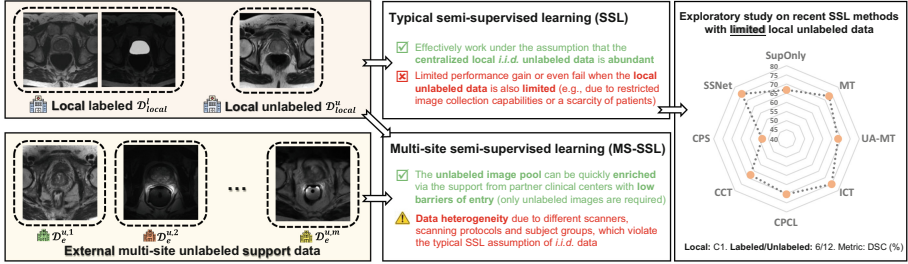 Local labeled 𝒟ˡ_local
Local unlabeled 𝒟ᵘ_local
𝒟ₑᵘ,¹
𝒟ₑᵘ,²
...
𝒟ₑᵘ,ᵐ
External multi-site unlabeled support data
Typical semi-supervised learning (SSL)
Effectively work under the assumption that the
centralized local i.i.d. unlabeled data is abundant
Limited performance gain or even fail when the local
unlabeled data is also limited (e.g., due to restricted
image collection capabilities or a scarcity of patients)
Multi-site semi-supervised learning (MS-SSL)
The unlabeled image pool can be quickly enriched
via the support from partner clinical centers with low
barriers of entry (only unlabeled images are required)
Data heterogeneity due to different scanners,
scanning protocols and subject groups, which violate
the typical SSL assumption of i.i.d. data
Exploratory study on recent SSL methods
with limited local unlabeled data
SupOnly
80
75
70
65
60
55
50
45
40
MT
UA-MT
ICT
CPCL
CCT
CPS
SSNet
Local: C1. Labeled/Unlabeled: 6/12. Metric: DSC (%)